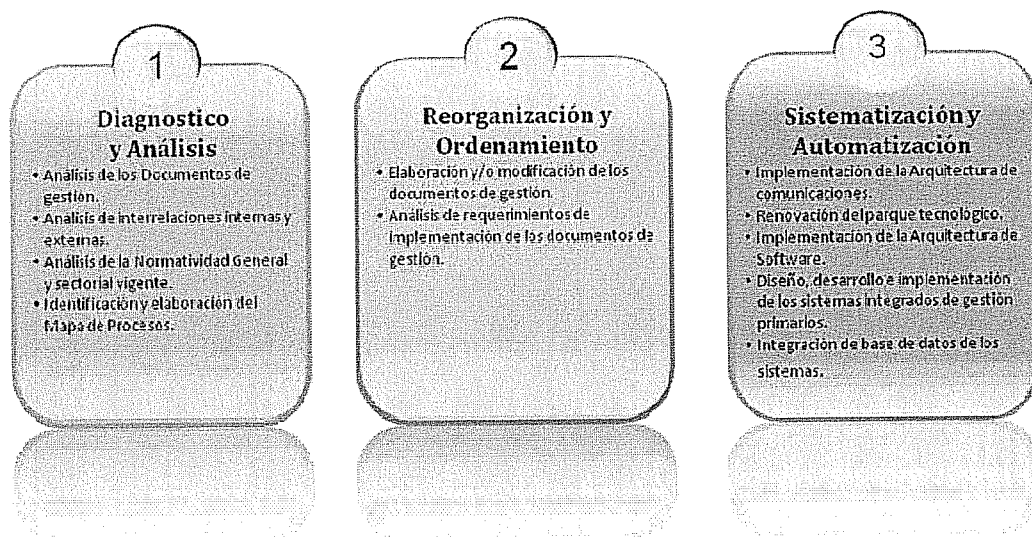 1
Diagnostico
y Análisis
• Análisis de los Documentos de
gestión.
• Analisis de interrelaciones internas y
externas.
• Análisis de la Normatividad General
y sectorial vigente.
• Identificación y elaboración del
Mapa de Procesos.
2
Reorganización y
Ordenamiento
• Elaboración y/o modificación de los
documentos de gestión.
• Análisis de requerimientos de
Implementación de los documentos de
gestión.
3
Sistematización y
Automatización
• Implementación de la Arquitectura de
comunicaciones.
• Renovación del parque tecnológico.
• Implementación de la Arquitectura de
Software.
• Diseño, desarrollo e implementación
de los sistemas integrados de gestión
primarios.
• Integración de base de datos de los
sistemas.